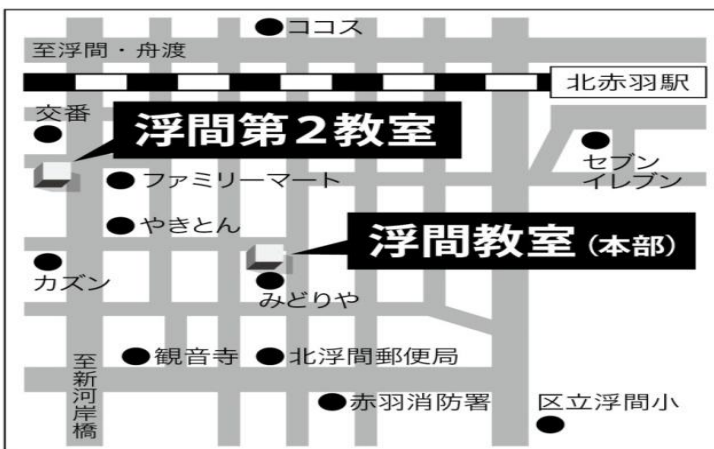 ココス
至浮間・舟渡
北赤羽駅
交番
浮間第2教室
セブン
イレブン
ファミリーマート
やきとん
浮間教室(本部)
カズン
みどりや
観音寺
北浮間郵便局
至新河岸橋
赤羽消防署
区立浮間小